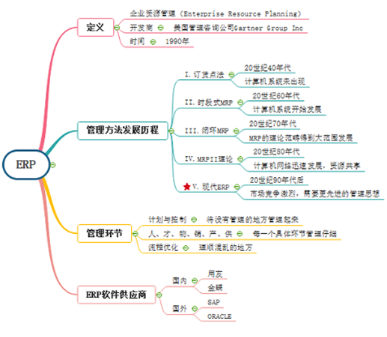 ERP
定义
企业资源管理 (Enterprise Resource Planning)
开发商
美国管理咨询公司Gartner Group Inc
时间
1990年
管理方法发展历程
I.订货点法
20世纪40年代
计算机系统未出现
II.时段式MRP
20世纪60年代
计算机系统开始发展
III.闭环MRP
20世纪70年代
MRP的理论范畴得到大范围发展
IV.MRPII理论
20世纪80年代
计算机网络迅速发展，资源共享
V.现代ERP
20世纪90年代后
市场竞争激烈，需要更先进的管理思想
管理环节
计划与控制
将没有管理的地方管理起来
人、才、物、销、产、供
每一个具体环节管理仔细
流程优化
理顺混乱的地方
ERP软件供应商
国内
用友
金蝶
国外
SAP
ORACLE